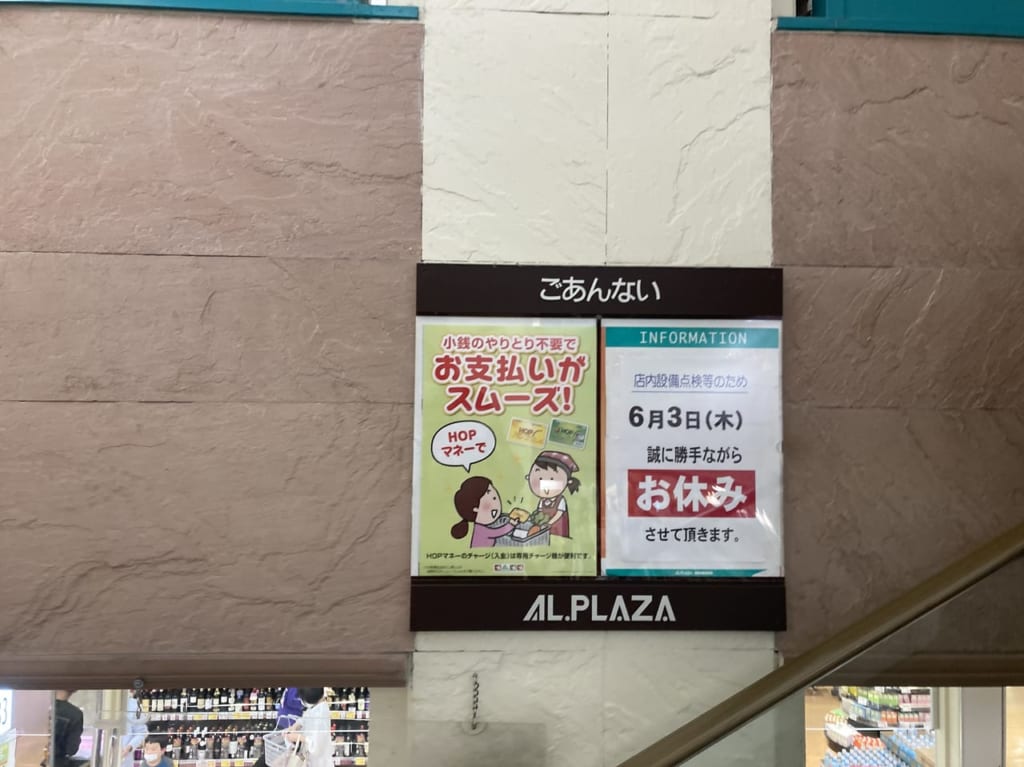 ごあんない
小銭のやりとり不要で
お支払いが
スムーズ!
HOP
マネーで
HOP
HOP
HOPマネーのチャージ(入金)は専用チャージ機が便利です。
INFORMATION
店内設備点検等のため
6月3日(木)
誠に勝手ながら
お休み
させて頂きます。
AL.PLAZA